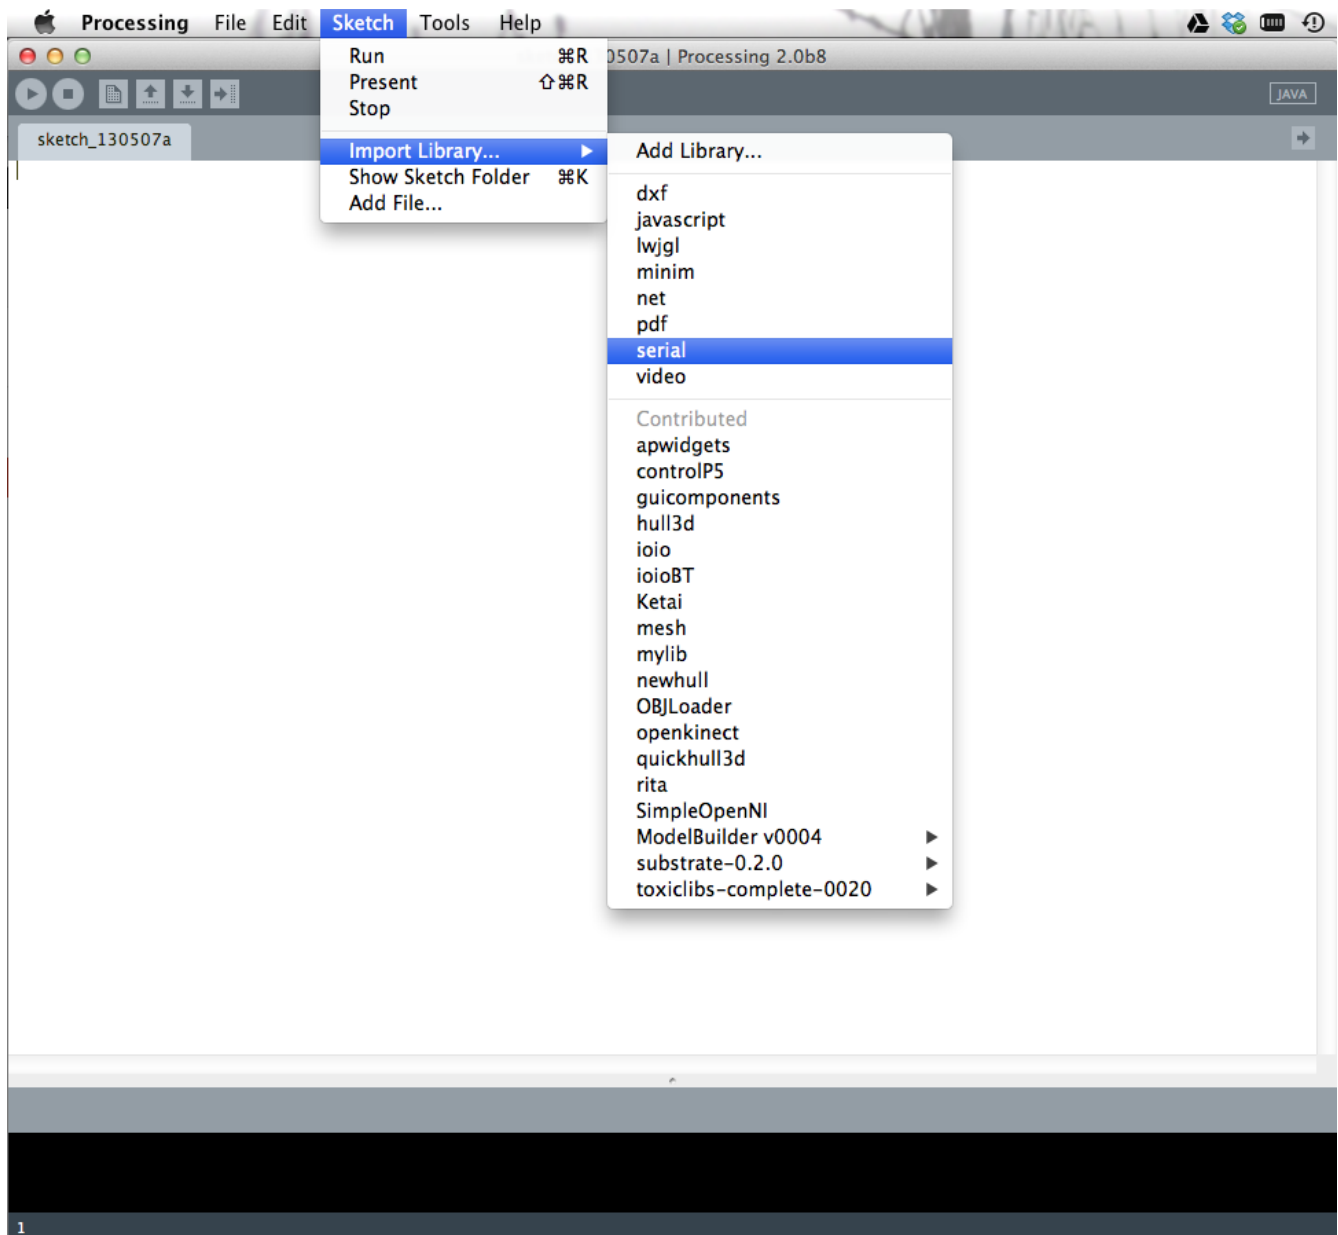 Processing File Edit Sketch Tools Help
0507a | Processing 2.0b8
JAVA
sketch_130507a
Run ⌘R
Present ⇧⌘R
Stop
Import Library... ▶
Show Sketch Folder ⌘K
Add File...
Add Library...
dxf
javascript
lwjgl
minim
net
pdf
serial
video
Contributed
apwidgets
controlP5
guicomponents
hull3d
ioio
ioioBT
Ketai
mesh
mylib
newhull
OBJLoader
openkinect
quickhull3d
rita
SimpleOpenNI
ModelBuilder v0004 ▶
substrate-0.2.0 ▶
toxiclibs-complete-0020 ▶
1